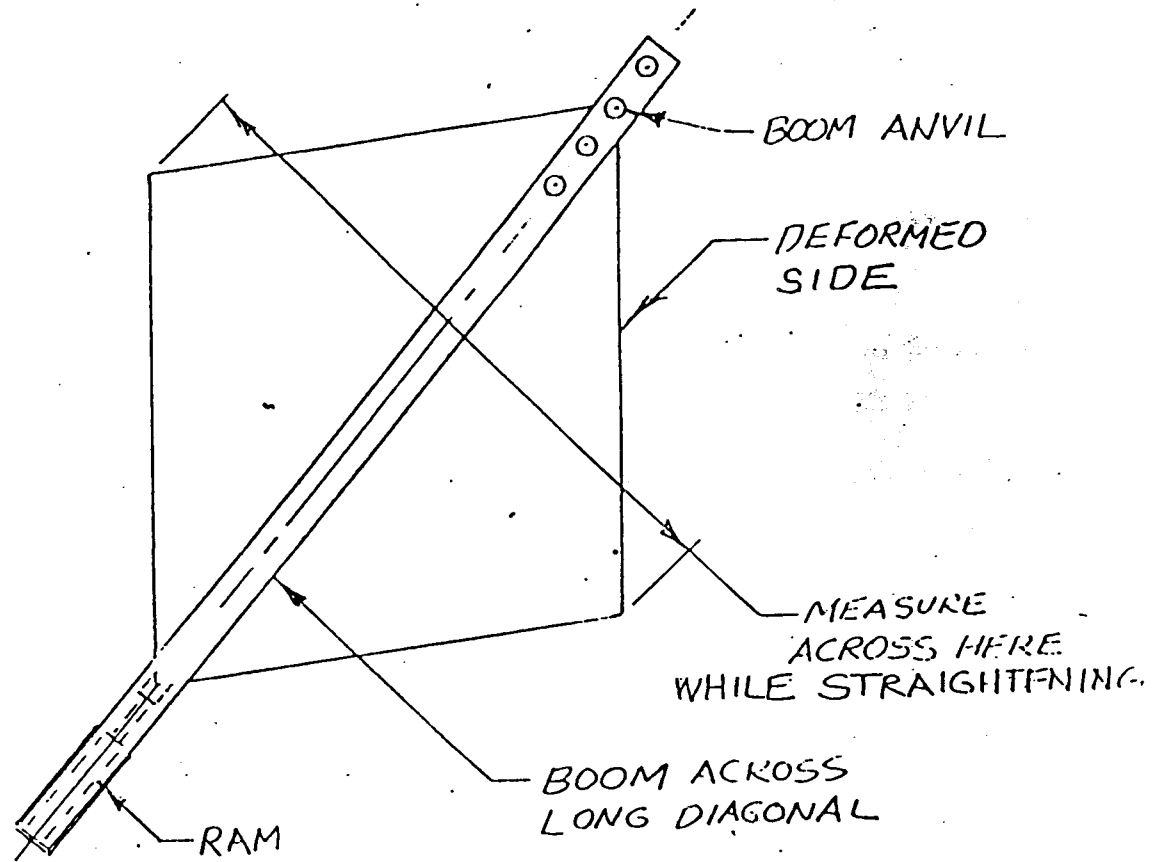 BOOM ANVIL
DEFORMED
SIDE
MEASURE
ACROSS HERE
WHILE STRAIGHTENING.
BOOM ACROSS
LONG DIAGONAL
RAM